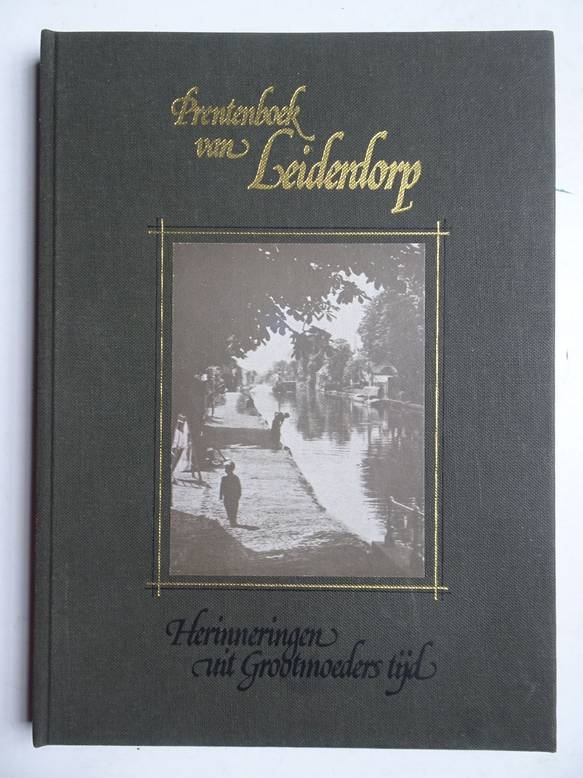 Prentenboek
van Leiderdorp
Herinneringen
uit Grootmoeders tijd